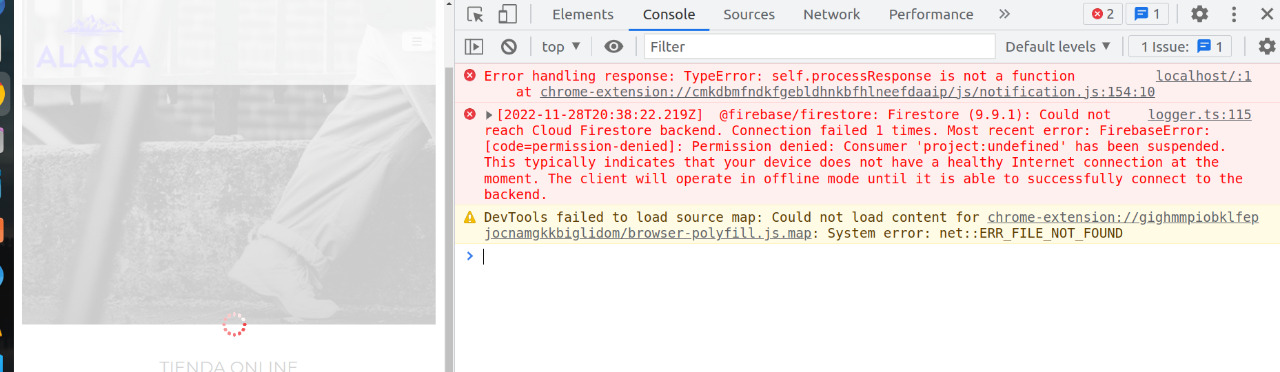 ALASKA
TIENDA ONLINE
Elements Console Sources Network Performance 2 1
top Filter Default levels 1 Issue: 1
Error handling response: TypeError: self.processResponse is not a function localhost/:1
at chrome-extension://cmkdbmfndkfgebldhnkbfhlneefdaaip/js/notification.js:154:10
[2022-11-28T20:38:22.219Z] @firebase/firestore: Firestore (9.9.1): Could not logger.ts:115
reach Cloud Firestore backend. Connection failed 1 times. Most recent error: FirebaseError:
[code=permission-denied]: Permission denied: Consumer 'project:undefined' has been suspended.
This typically indicates that your device does not have a healthy Internet connection at the
moment. The client will operate in offline mode until it is able to successfully connect to the
backend.
DevTools failed to load source map: Could not load content for chrome-extension://gighmmpiobklfep
jocnamgkkbiglidom/browser-polyfill.js.map: System error: net::ERR_FILE_NOT_FOUND